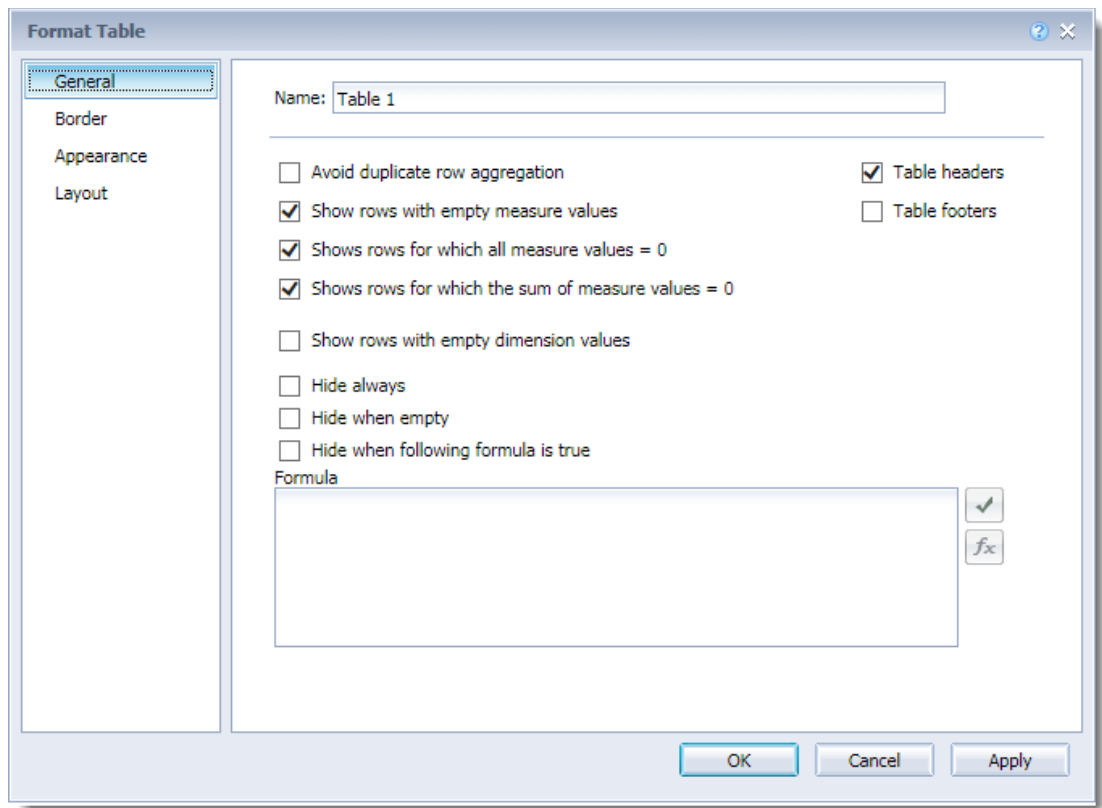 Format Table
General
Border
Appearance
Layout
Name: Table 1
Avoid duplicate row aggregation
Table headers
Show rows with empty measure values
Table footers
Shows rows for which all measure values = 0
Shows rows for which the sum of measure values = 0
Show rows with empty dimension values
Hide always
Hide when empty
Hide when following formula is true
Formula
fx
OK
Cancel
Apply